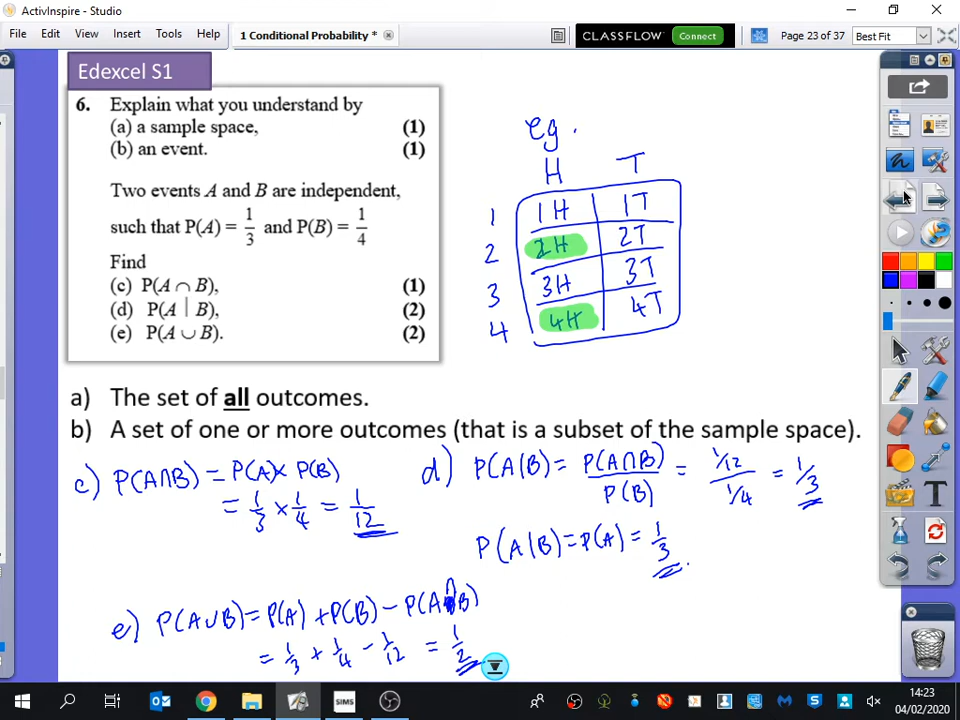 ActivInspire - Studio
File Edit View Insert Tools Help
1 Conditional Probability *
CLASSFLOW Connect
Page 23 of 37
Best Fit
Edexcel S1
6. Explain what you understand by
(a) a sample space, (1)
(b) an event. (1)
Two events A and B are independent,
such that P(A) = 1/3 and P(B) = 1/4
Find
(c) P(A ∩ B), (1)
(d) P(A | B), (2)
(e) P(A ∪ B). (2)
eg.
H T
1 1H 1T
2 2H 2T
3 3H 3T
4 4H 4T
a) The set of all outcomes.
b) A set of one or more outcomes (that is a subset of the sample space).
c) P(A∩B) = P(A) × P(B)
= 1/3 × 1/4 = 1/12
d) P(A|B) = P(A∩B)/P(B) = (1/12)/(1/4) = 1/3
P(A|B) = P(A) = 1/3
e) P(A∪B) = P(A) + P(B) - P(A∩B)
= 1/3 + 1/4 - 1/12 = 1/2
SIMS
14:23
04/02/2020